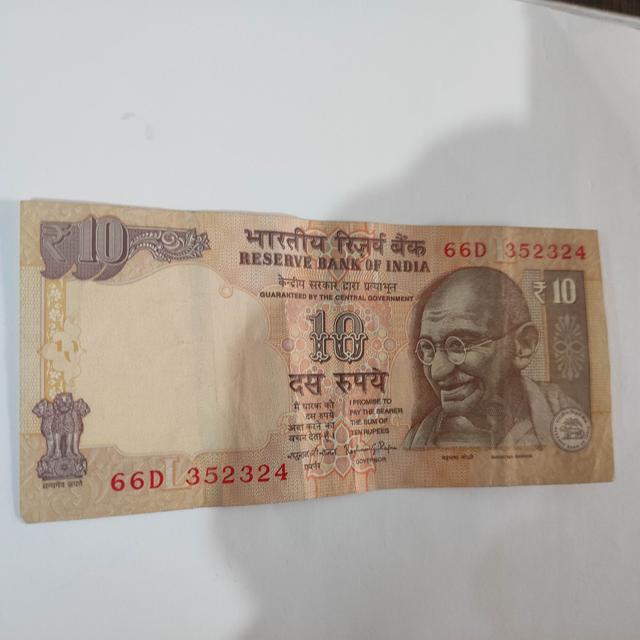 ₹10
भारतीय रिज़र्व बैंक
RESERVE BANK OF INDIA
66D 352324
केन्द्रीय सरकार द्वारा प्रत्याभूत
GUARANTEED BY THE CENTRAL GOVERNMENT
₹10
10
दस रुपये
मैं धारक को
दस रुपये
अदा करने का
वचन देता हूँ।
I PROMISE TO
PAY THE BEARER
THE SUM OF
TEN RUPEES
गवर्नर
GOVERNOR
महात्मा गांधी
सत्यमेव जयते
66D L 352324